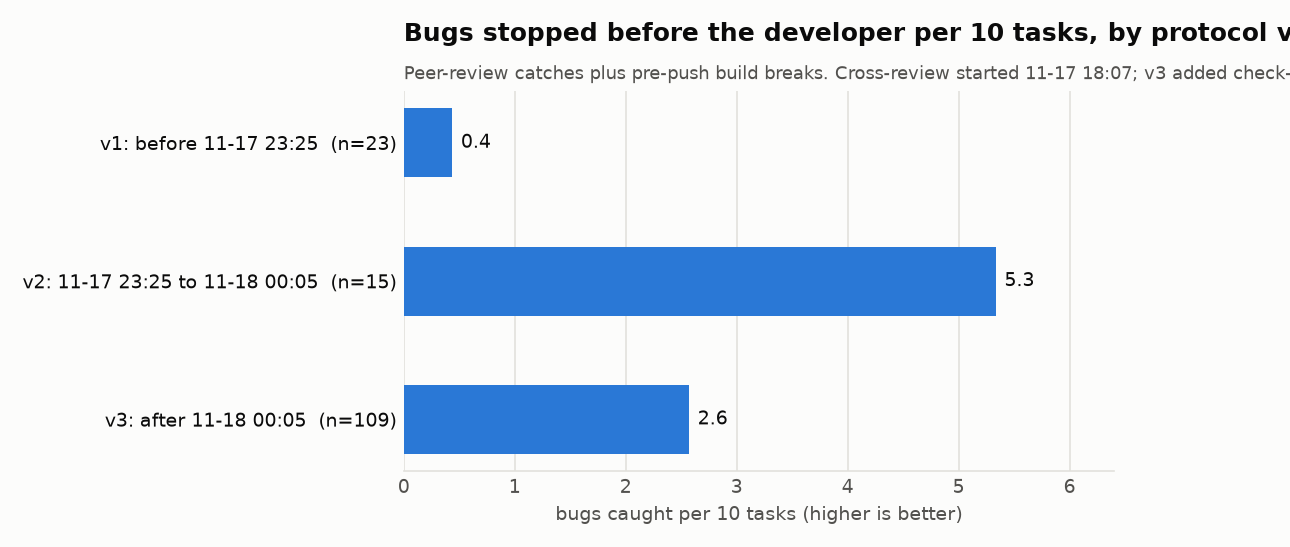 Bugs stopped before the developer per 10 tasks, by protocol
Peer-review catches plus pre-push build breaks. Cross-review started 11-17 18:07; v3 added check-
v1: before 11-17 23:25 (n=23)
0.4
v2: 11-17 23:25 to 11-18 00:05 (n=15)
5.3
v3: after 11-18 00:05 (n=109)
2.6
0 1 2 3 4 5 6
bugs caught per 10 tasks (higher is better)